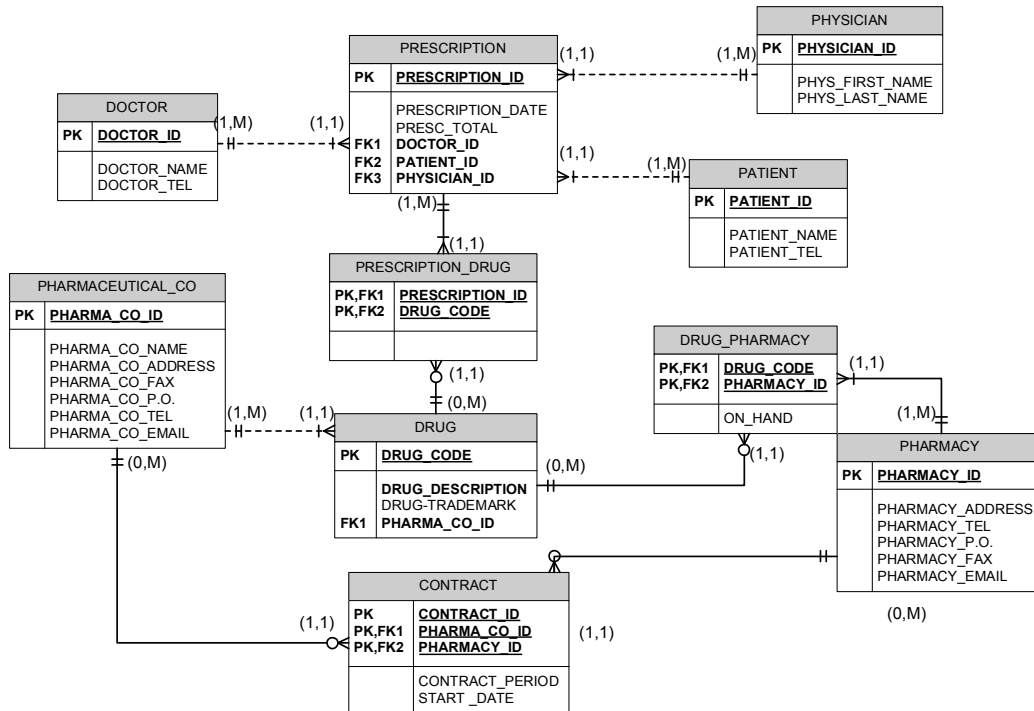 PHYSICIAN
PK PHYSICIAN_ID
PHYS_FIRST_NAME
PHYS_LAST_NAME
(1,1)
(1,M)
PRESCRIPTION
PK PRESCRIPTION_ID
PRESCRIPTION_DATE
PRESC_TOTAL
FK1 DOCTOR_ID
FK2 PATIENT_ID
FK3 PHYSICIAN_ID
DOCTOR
PK DOCTOR_ID
DOCTOR_NAME
DOCTOR_TEL
(1,M)
(1,1)
(1,1)
(1,M)
PATIENT
PK PATIENT_ID
PATIENT_NAME
PATIENT_TEL
(1,M)
(1,1)
PRESCRIPTION_DRUG
PK,FK1 PRESCRIPTION_ID
PK,FK2 DRUG_CODE
(1,1)
(0,M)
PHARMACEUTICAL_CO
PK PHARMA_CO_ID
PHARMA_CO_NAME
PHARMA_CO_ADDRESS
PHARMA_CO_FAX
PHARMA_CO_P.O.
PHARMA_CO_TEL
PHARMA_CO_EMAIL
(1,M)
(1,1)
(0,M)
DRUG
PK DRUG_CODE
DRUG_DESCRIPTION
DRUG-TRADEMARK
FK1 PHARMA_CO_ID
(0,M)
(1,1)
DRUG_PHARMACY
PK,FK1 DRUG_CODE
PK,FK2 PHARMACY_ID
ON_HAND
(1,1)
(1,M)
PHARMACY
PK PHARMACY_ID
PHARMACY_ADDRESS
PHARMACY_TEL
PHARMACY_P.O.
PHARMACY_FAX
PHARMACY_EMAIL
(0,M)
CONTRACT
PK CONTRACT_ID
PK,FK1 PHARMA_CO_ID
PK,FK2 PHARMACY_ID
CONTRACT_PERIOD
START _DATE
(1,1)
(1,1)